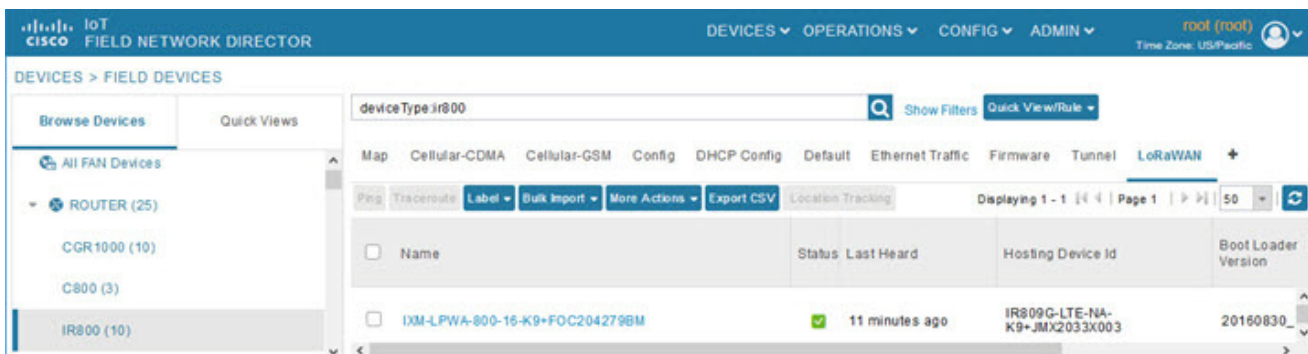 IoT
CISCO FIELD NETWORK DIRECTOR
DEVICES OPERATIONS CONFIG ADMIN
root (root)
Time Zone: US/Pacific
DEVICES > FIELD DEVICES
Browse Devices
Quick Views
deviceType:ir800
Show Filters
Quick View/Rule
All FAN Devices
ROUTER (25)
CGR1000 (10)
C800 (3)
IR800 (10)
Map Cellular-CDMA Cellular-GSM Config DHCP Config Default Ethernet Traffic Firmware Tunnel LoRaWAN +
Ping Traceroute Label Bulk Import More Actions Export CSV Location Tracking
Displaying 1 - 1 | Page 1 | 50
Name Status Last Heard Hosting Device Id Boot Loader
Version
IXM-LPWA-800-16-K9+FOC204279BM 11 minutes ago IR809G-LTE-NA-
K9+JMX2033X003 20160830_